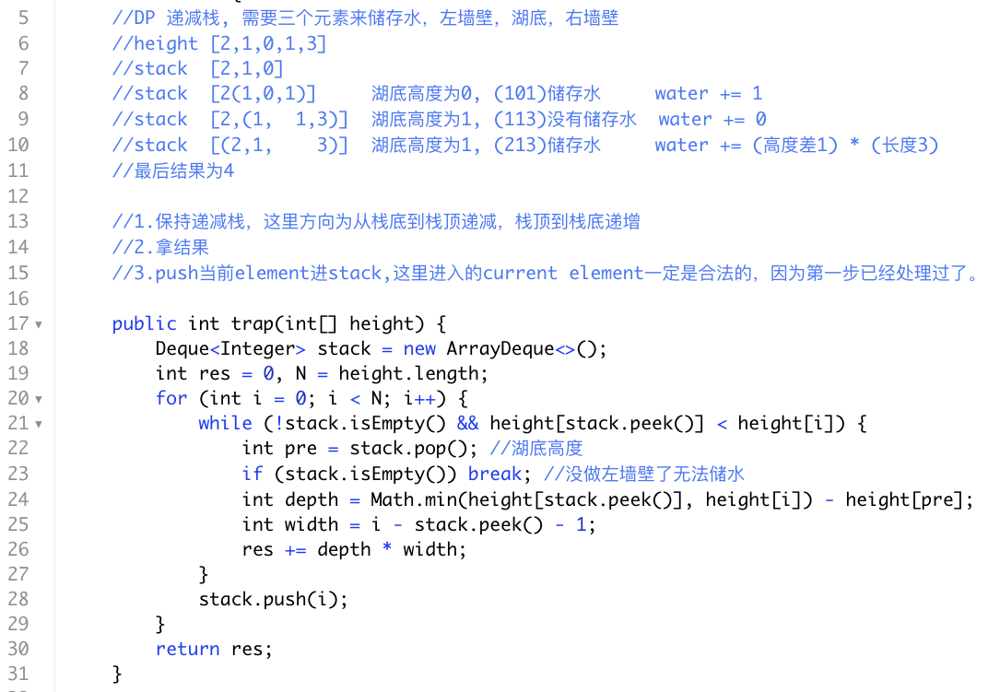 5 //DP 递减栈, 需要三个元素来储存水，左墙壁，湖底，右墙壁
6 //height [2,1,0,1,3]
7 //stack  [2,1,0]
8 //stack  [2(1,0,1)]     湖底高度为0, (101)储存水     water += 1
9 //stack  [2,(1,  1,3)]  湖底高度为1, (113)没有储存水  water += 0
10 //stack  [(2,1,    3)]  湖底高度为1, (213)储存水     water += (高度差1) * (长度3)
11 //最后结果为4
12
13 //1.保持递减栈，这里方向为从栈底到栈顶递减，栈顶到栈底递增
14 //2.拿结果
15 //3.push当前element进stack,这里进入的current element一定是合法的，因为第一步已经处理过了。
16
17 public int trap(int[] height) {
18     Deque<Integer> stack = new ArrayDeque<>();
19     int res = 0, N = height.length;
20     for (int i = 0; i < N; i++) {
21         while (!stack.isEmpty() && height[stack.peek()] < height[i]) {
22             int pre = stack.pop(); //湖底高度
23             if (stack.isEmpty()) break; //没做左墙壁了无法储水
24             int depth = Math.min(height[stack.peek()], height[i]) - height[pre];
25             int width = i - stack.peek() - 1;
26             res += depth * width;
27         }
28         stack.push(i);
29     }
30     return res;
31 }